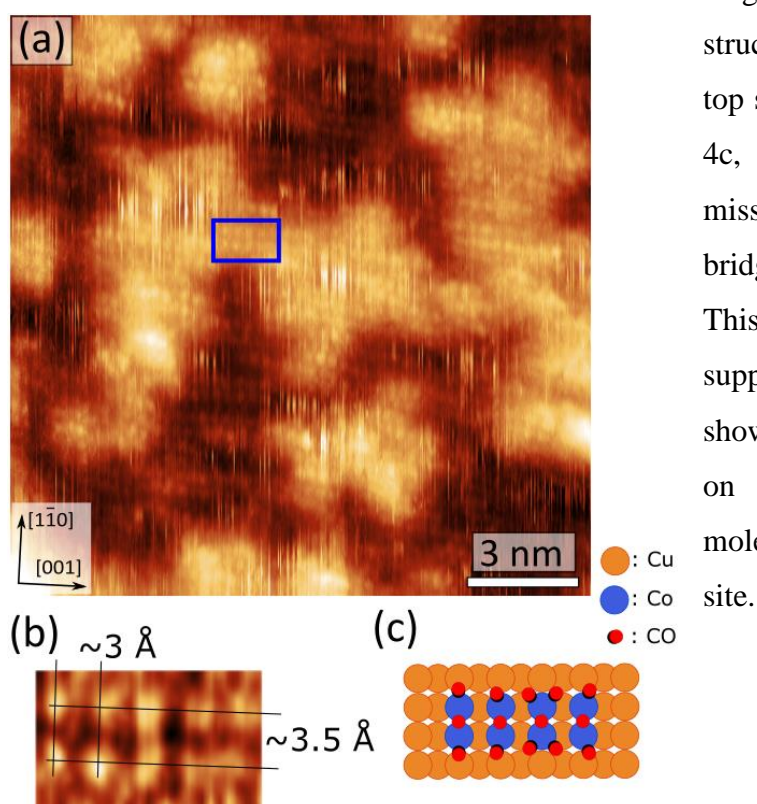 (a)
[11̄0]
[001]
3 nm
: Cu
: Co
: CO
(b)
~3 Å
~3.5 Å
(c)
struc
top s
4c,
miss
bridg
This
supp
show
on
mole
site.